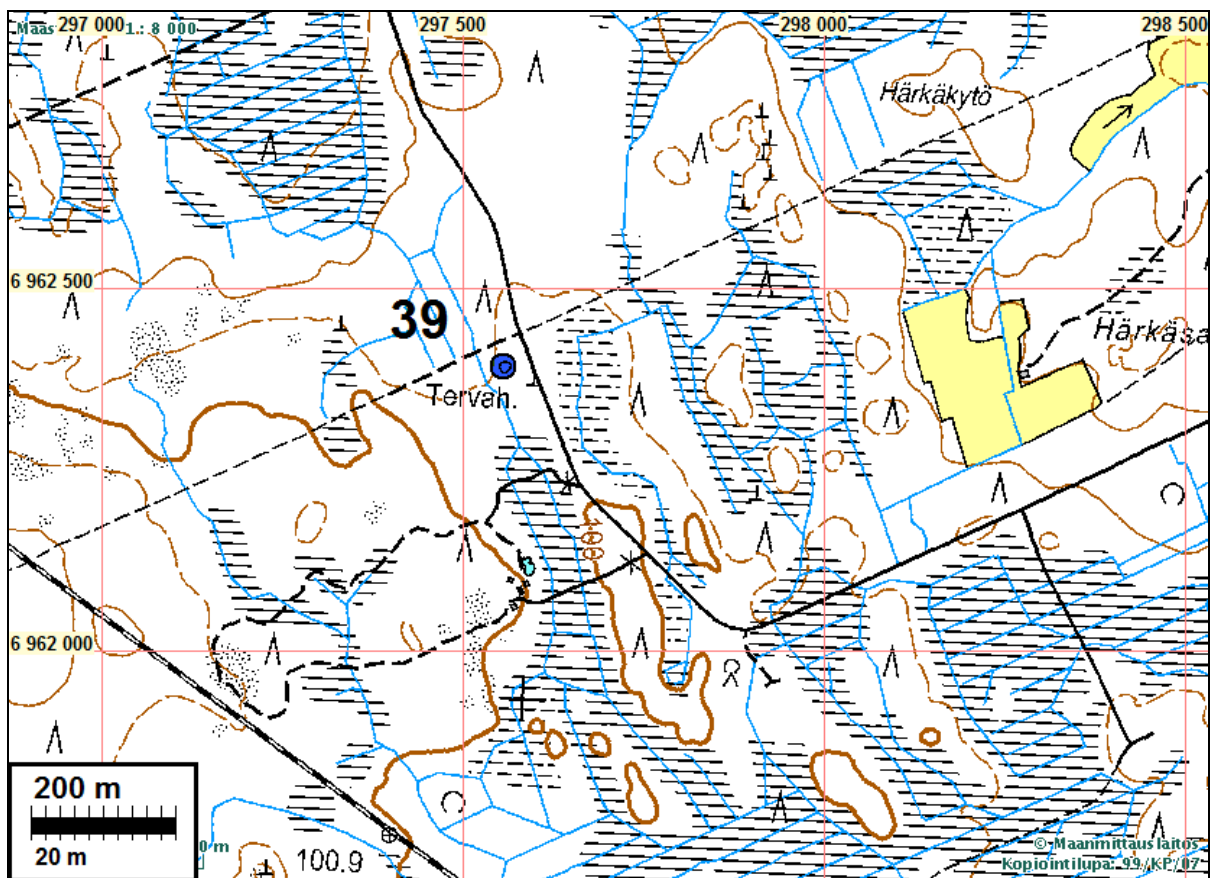 297 000
297 500
298 000
298 500
1.: 8 000
Härkäkytö
6 962 500
39
Härkäsa
Tervah.
100
6 962 000
200 m
20 m
0 m
100.9
© Maanmittauslaitos
Kopiointilupa: 99/KP/07